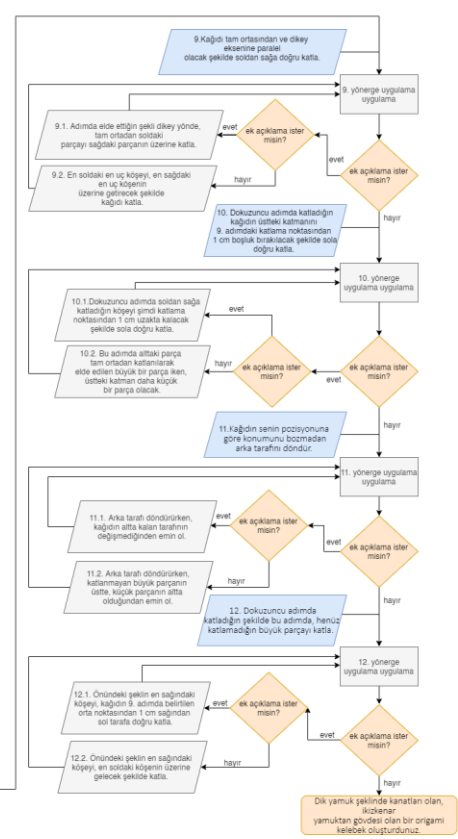 9.Kağıdı tam ortasından ve dikey
eksenine paralel
olacak şekilde soldan sağa doğru katla.
9. yönerge uygulama
uygulama
9.1. Adımda elde ettiğin şekli dikey yönde,
tam ortadan soldaki
parçayı sağdaki parçanın üzerine katla.
evet
ek açıklama ister
misin?
evet
ek açıklama ister
misin?
9.2. En soldaki en uç köşeyi, en sağdaki
en uç köşenin
üzerine getirecek şekilde
kağıdı katla.
hayır
hayır
10. Dokuzuncu adımda katladığın
kağıdın üstteki katmanını
9. adımdaki katlama noktasından
1 cm boşluk bırakılacak şekilde sola
doğru katla.
10. yönerge
uygulama uygulama
10.1.Dokuzuncu adımda soldan sağa
katladığın köşeyi şimdi katlama
noktasından 1 cm uzakta kalacak
şekilde sola doğru katla.
evet
10.2. Bu adımda alttaki parça
tam ortadan katlanılarak
elde edilen büyük bir parça iken,
üstteki katman daha küçük
bir parça olacak.
hayır
ek açıklama ister
misin?
evet
ek açıklama ister
misin?
hayır
11.Kağıdın senin pozisyonuna
göre konumunu bozmadan
arka tarafını döndür.
11. yönerge uygulama
uygulama
11.1. Arka tarafı döndürürken,
kağıdın altta kalan tarafının
değişmediğinden emin ol.
evet
ek açıklama ister
misin?
evet
ek açıklama ister
misin?
11.2. Arka tarafı döndürürken,
katlanmayan büyük parçanın
üstte, küçük parçanın altta
olduğundan emin ol.
hayır
hayır
12. Dokuzuncu adımda
katladığın şekilde bu adımda, henüz
katlamadığın büyük parçayı katla.
12. yönerge
uygulama uygulama
12.1. Önündeki şeklin en sağındaki
köşeyi, kağıdın 9. adımda belirtilen
orta noktasından 1 cm sağından
sol tarafa doğru katla.
evet
ek açıklama ister
misin?
evet
ek açıklama ister
misin?
12.2. Önündeki şeklin en sağındaki
köşeyi, en soldaki köşenin üzerine
gelecek şekilde katla.
hayır
hayır
Dik yamuk şeklinde kanatları olan,
ikizkenar
yamuktan gövdesi olan bir origami
kelebek oluşturdunuz.